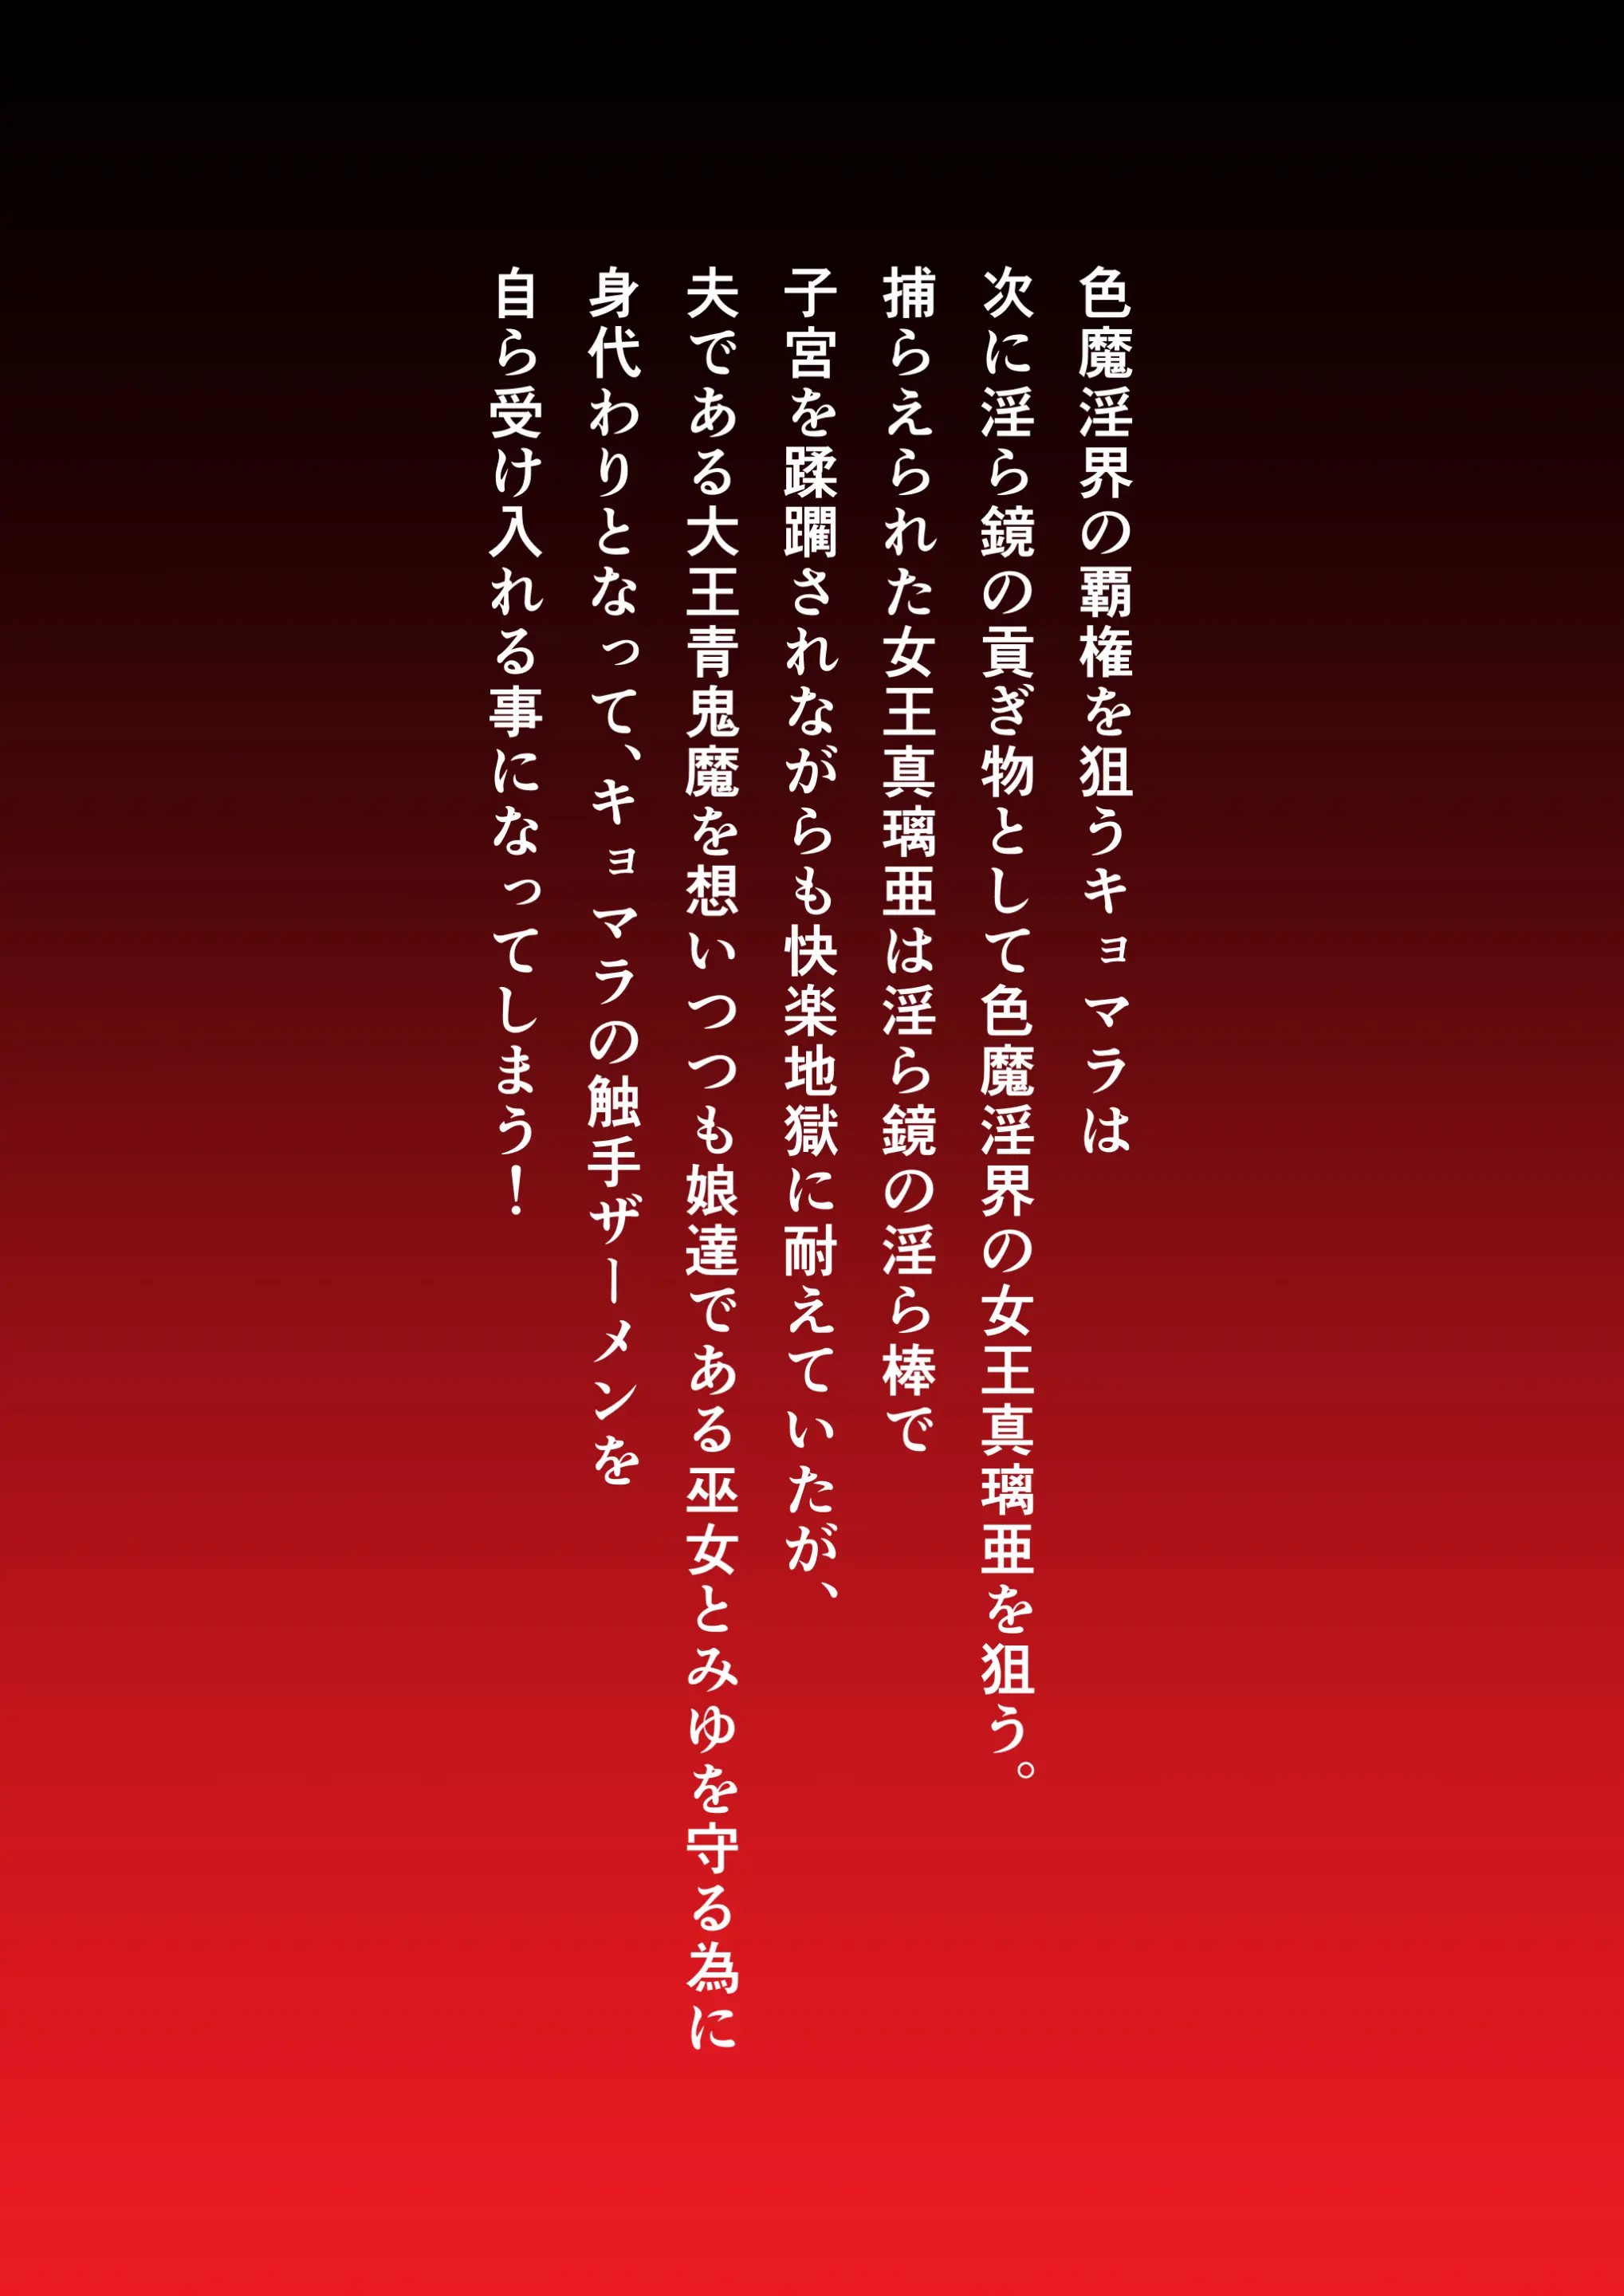 色魔淫界の覇権を狙うキョマラは
次に淫ら鏡の貢ぎ物として色魔淫界の女王真璃亜を狙う。
捕らえられた女王真璃亜は淫ら鏡の淫ら棒で
子宮を蹂躙されながらも快楽地獄に耐えていたが、
夫である大王青鬼魔を想いつつも娘達である巫女とみゆを守る為に
身代わりとなって、キョマラの触手ザーメンを
自ら受け入れる事になってしまう！